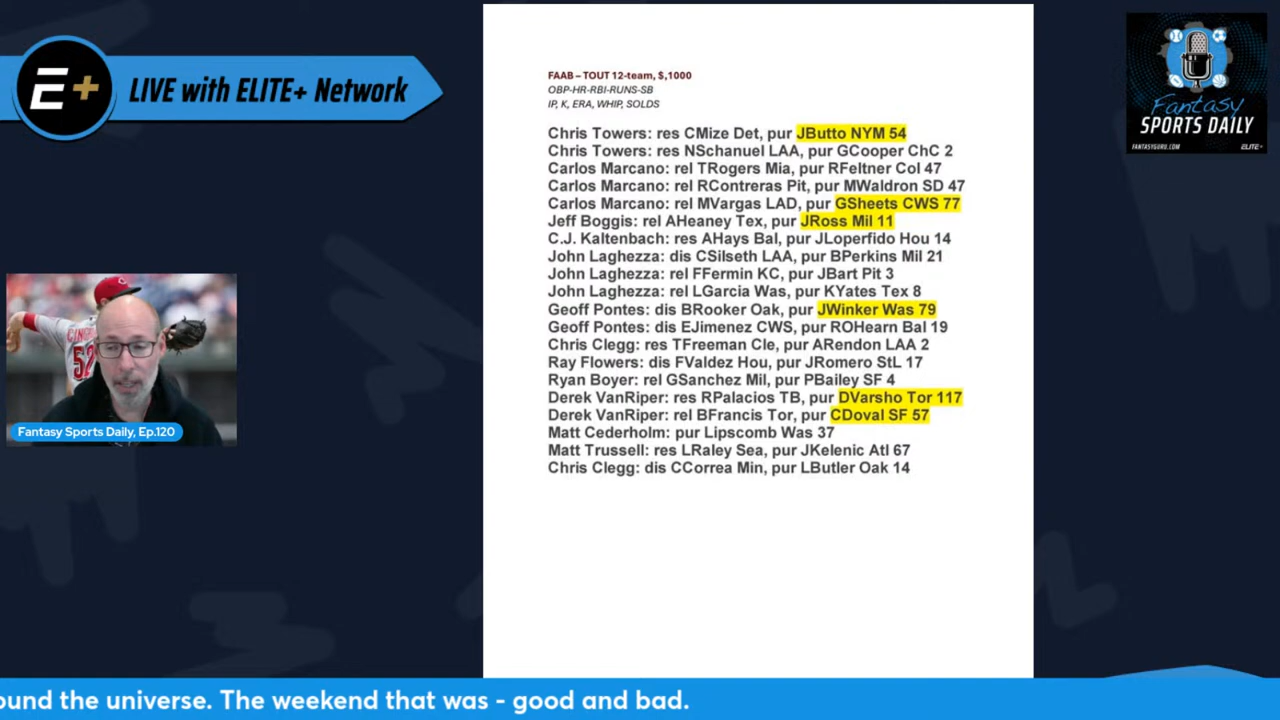 E+
LIVE with ELITE+ Network
Fantasy
SPORTS DAILY
FANTASYGURU.COM
ELITE+
FAAB – TOUT 12-team, $,1000
OBP-HR-RBI-RUNS-SB
IP, K, ERA, WHIP, SOLDS
Chris Towers: res CMize Det, pur JButto NYM 54
Chris Towers: res NSchanuel LAA, pur GCooper ChC 2
Carlos Marcano: rel TRogers Mia, pur RFeltner Col 47
Carlos Marcano: rel RContreras Pit, pur MWaldron SD 47
Carlos Marcano: rel MVargas LAD, pur GSheets CWS 77
Jeff Boggis: rel AHeaney Tex, pur JRoss Mil 11
C.J. Kaltenbach: res AHays Bal, pur JLoperfido Hou 14
John Laghezza: dis CSilseth LAA, pur BPerkins Mil 21
John Laghezza: rel FFermin KC, pur JBart Pit 3
John Laghezza: rel LGarcia Was, pur KYates Tex 8
Geoff Pontes: dis BRooker Oak, pur JWinker Was 79
Geoff Pontes: dis EJimenez CWS, pur ROHearn Bal 19
Chris Clegg: res TFreeman Cle, pur ARendon LAA 2
Ray Flowers: dis FValdez Hou, pur JRomero StL 17
Ryan Boyer: rel GSanchez Mil, pur PBailey SF 4
Derek VanRiper: res RPalacios TB, pur DVarsho Tor 117
Derek VanRiper: rel BFrancis Tor, pur CDoval SF 57
Matt Cederholm: pur Lipscomb Was 37
Matt Trussell: res LRaley Sea, pur JKelenic Atl 67
Chris Clegg: dis CCorrea Min, pur LButler Oak 14
CINCINN
52
Fantasy Sports Daily, Ep.120
ound the universe. The weekend that was - good and bad.